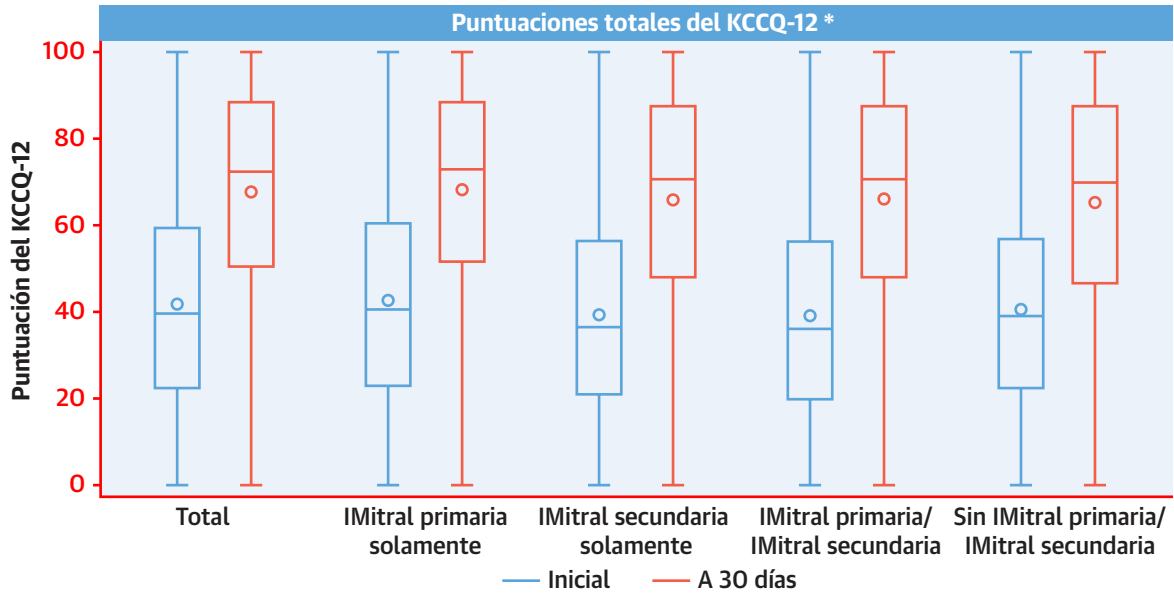 Puntuaciones totales del KCCQ-12 *
Puntuación del KCCQ-12
100
80
60
40
20
0
Total
IMitral primaria
solamente
IMitral secundaria
solamente
IMitral primaria/
IMitral secundaria
Sin IMitral primaria/
IMitral secundaria
Inicial
A 30 días